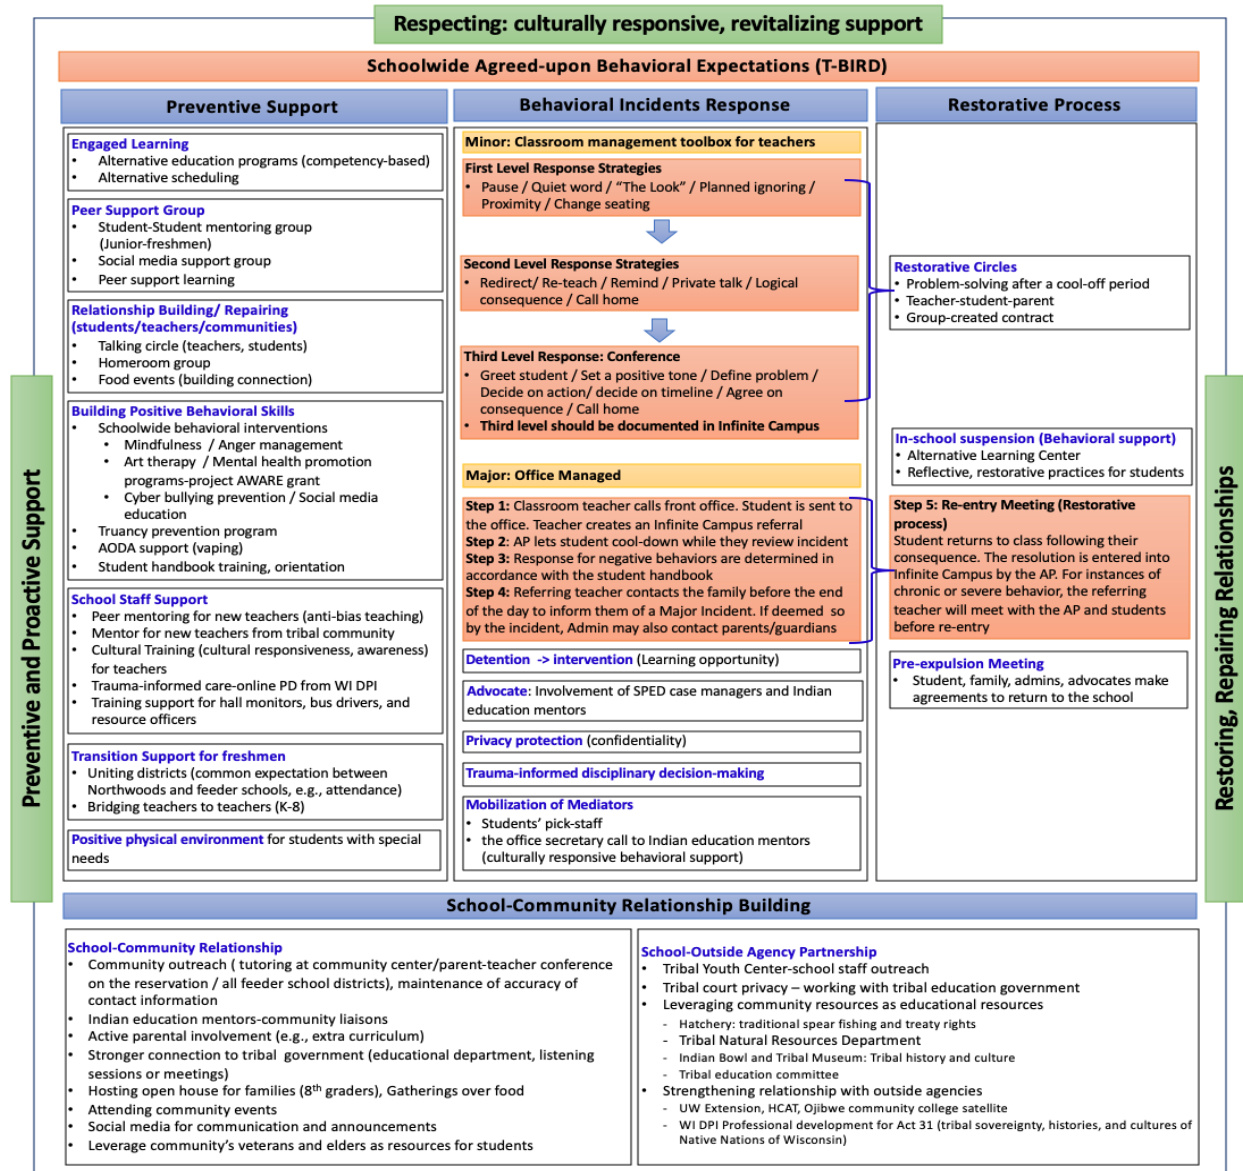 Respecting: culturally responsive, revitalizing support
Schoolwide Agreed-upon Behavioral Expectations (T-BIRD)
Preventive and Proactive Support
Preventive Support
Engaged Learning
• Alternative education programs (competency-based)
• Alternative scheduling
Peer Support Group
• Student-Student mentoring group
(Junior-freshmen)
• Social media support group
• Peer support learning
Relationship Building/ Repairing
(students/teachers/communities)
• Talking circle (teachers, students)
• Homeroom group
• Food events (building connection)
Building Positive Behavioral Skills
• Schoolwide behavioral interventions
• Mindfulness / Anger management
• Art therapy / Mental health promotion
programs-project AWARE grant
• Cyber bullying prevention / Social media
education
• Truancy prevention program
• AODA support (vaping)
• Student handbook training, orientation
School Staff Support
• Peer mentoring for new teachers (anti-bias teaching)
• Mentor for new teachers from tribal community
• Cultural Training (cultural responsiveness, awareness)
for teachers
• Trauma-informed care-online PD from WI DPI
• Training support for hall monitors, bus drivers, and
resource officers
Transition Support for freshmen
• Uniting districts (common expectation between
Northwoods and feeder schools, e.g., attendance)
• Bridging teachers to teachers (K-8)
Positive physical environment for students with special
needs
Behavioral Incidents Response
Minor: Classroom management toolbox for teachers
First Level Response Strategies
• Pause / Quiet word / “The Look” / Planned ignoring /
Proximity / Change seating
Second Level Response Strategies
• Redirect/ Re-teach / Remind / Private talk / Logical
consequence / Call home
Third Level Response: Conference
• Greet student / Set a positive tone / Define problem /
Decide on action/ decide on timeline / Agree on
consequence / Call home
• Third level should be documented in Infinite Campus
Major: Office Managed
Step 1: Classroom teacher calls front office. Student is sent to
the office. Teacher creates an Infinite Campus referral
Step 2: AP lets student cool-down while they review incident
Step 3: Response for negative behaviors are determined in
accordance with the student handbook
Step 4: Referring teacher contacts the family before the end
of the day to inform them of a Major Incident. If deemed so
by the incident, Admin may also contact parents/guardians
Detention -> intervention (Learning opportunity)
Advocate: Involvement of SPED case managers and Indian
education mentors
Privacy protection (confidentiality)
Trauma-informed disciplinary decision-making
Mobilization of Mediators
• Students’ pick-staff
• the office secretary call to Indian education mentors
(culturally responsive behavioral support)
Restorative Process
Restorative Circles
• Problem-solving after a cool-off period
• Teacher-student-parent
• Group-created contract
In-school suspension (Behavioral support)
• Alternative Learning Center
• Reflective, restorative practices for students
Step 5: Re-entry Meeting (Restorative
process)
Student returns to class following their
consequence. The resolution is entered into
Infinite Campus by the AP. For instances of
chronic or severe behavior, the referring
teacher will meet with the AP and students
before re-entry
Pre-expulsion Meeting
• Student, family, admins, advocates make
agreements to return to the school
Restoring, Repairing Relationships
School-Community Relationship Building
School-Community Relationship
• Community outreach ( tutoring at community center/parent-teacher conference
on the reservation / all feeder school districts), maintenance of accuracy of
contact information
• Indian education mentors-community liaisons
• Active parental involvement (e.g., extra curriculum)
• Stronger connection to tribal government (educational department, listening
sessions or meetings)
• Hosting open house for families (8th graders), Gatherings over food
• Attending community events
• Social media for communication and announcements
• Leverage community’s veterans and elders as resources for students
School-Outside Agency Partnership
• Tribal Youth Center-school staff outreach
• Tribal court privacy – working with tribal education government
• Leveraging community resources as educational resources
- Hatchery: traditional spear fishing and treaty rights
- Tribal Natural Resources Department
- Indian Bowl and Tribal Museum: Tribal history and culture
- Tribal education committee
• Strengthening relationship with outside agencies
- UW Extension, HCAT, Ojibwe community college satellite
- WI DPI Professional development for Act 31 (tribal sovereignty, histories, and cultures of
Native Nations of Wisconsin)